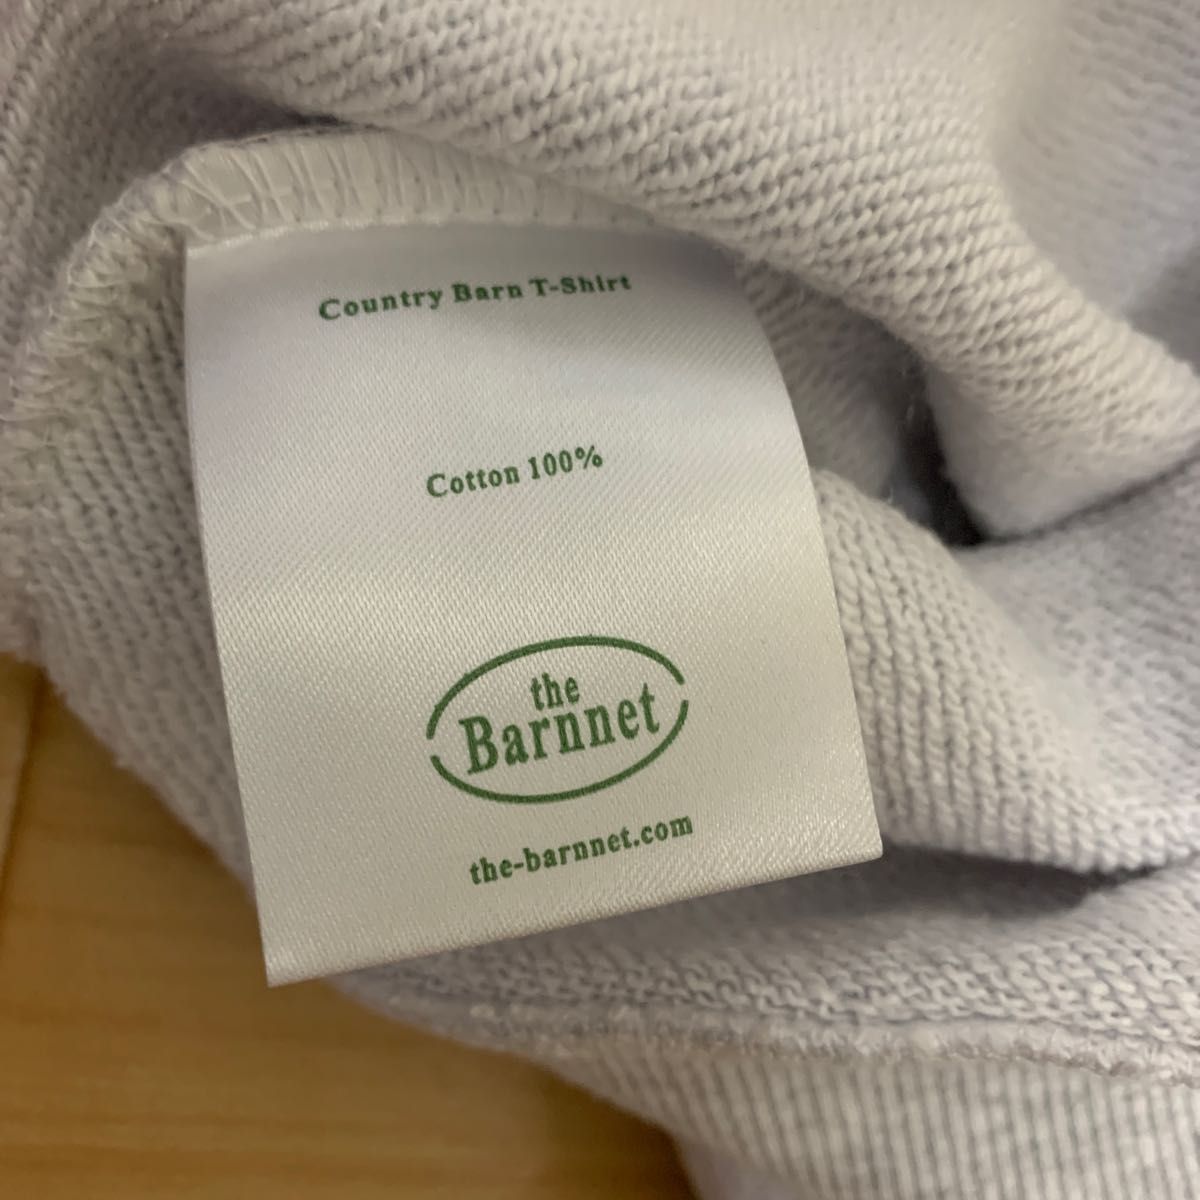 Country Barn T-Shirt
Cotton 100%
the
Barnnet
the-barnnet.com